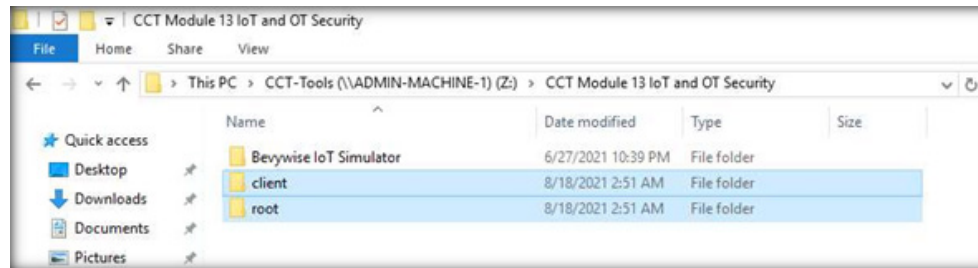 CCT Module 13 IoT and OT Security
File Home Share View
This PC > CCT-Tools (\\ADMIN-MACHINE-1) (Z:) > CCT Module 13 IoT and OT Security
Name Date modified Type Size
Quick access
Bevywise IoT Simulator 6/27/2021 10:39 PM File folder
Desktop
client 8/18/2021 2:51 AM File folder
Downloads
root 8/18/2021 2:51 AM File folder
Documents
Pictures